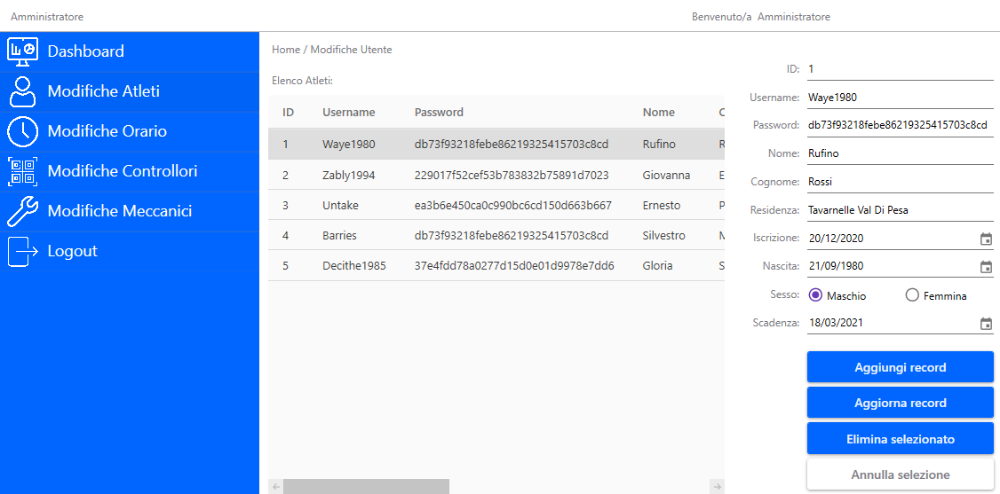 Amministratore
Benvenuto/a Amministratore
Dashboard
Modifiche Atleti
Modifiche Orario
Modifiche Controllori
Modifiche Meccanici
Logout
Home / Modifiche Utente
Elenco Atleti:
ID Username Password Nome C
1 Waye1980 db73f93218febe86219325415703c8cd Rufino R
2 Zably1994 229017f52cef53b783832b75891d7023 Giovanna E
3 Untake ea3b6e450ca0c990bc6cd150d663b667 Ernesto P
4 Barries db73f93218febe86219325415703c8cd Silvestro M
5 Decithe1985 37e4fdd78a0277d15d0e01d9978e7dd6 Gloria S
ID: 1
Username: Waye1980
Password: db73f93218febe86219325415703c8cd
Nome: Rufino
Cognome: Rossi
Residenza: Tavarnelle Val Di Pesa
Iscrizione: 20/12/2020
Nascita: 21/09/1980
Sesso: Maschio Femmina
Scadenza: 18/03/2021
Aggiungi record
Aggiorna record
Elimina selezionato
Annulla selezione